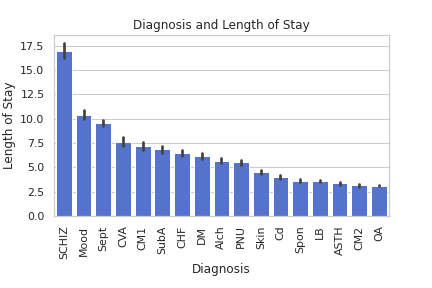 Diagnosis and Length of Stay
17.5
15.0
12.5
10.0
7.5
5.0
2.5
0.0
Length of Stay
SCHIZ
Mood
Sept
CVA
CM1
SubA
CHF
DM
Alch
PNU
Skin
Cd
Spon
LB
ASTH
CM2
OA
Diagnosis